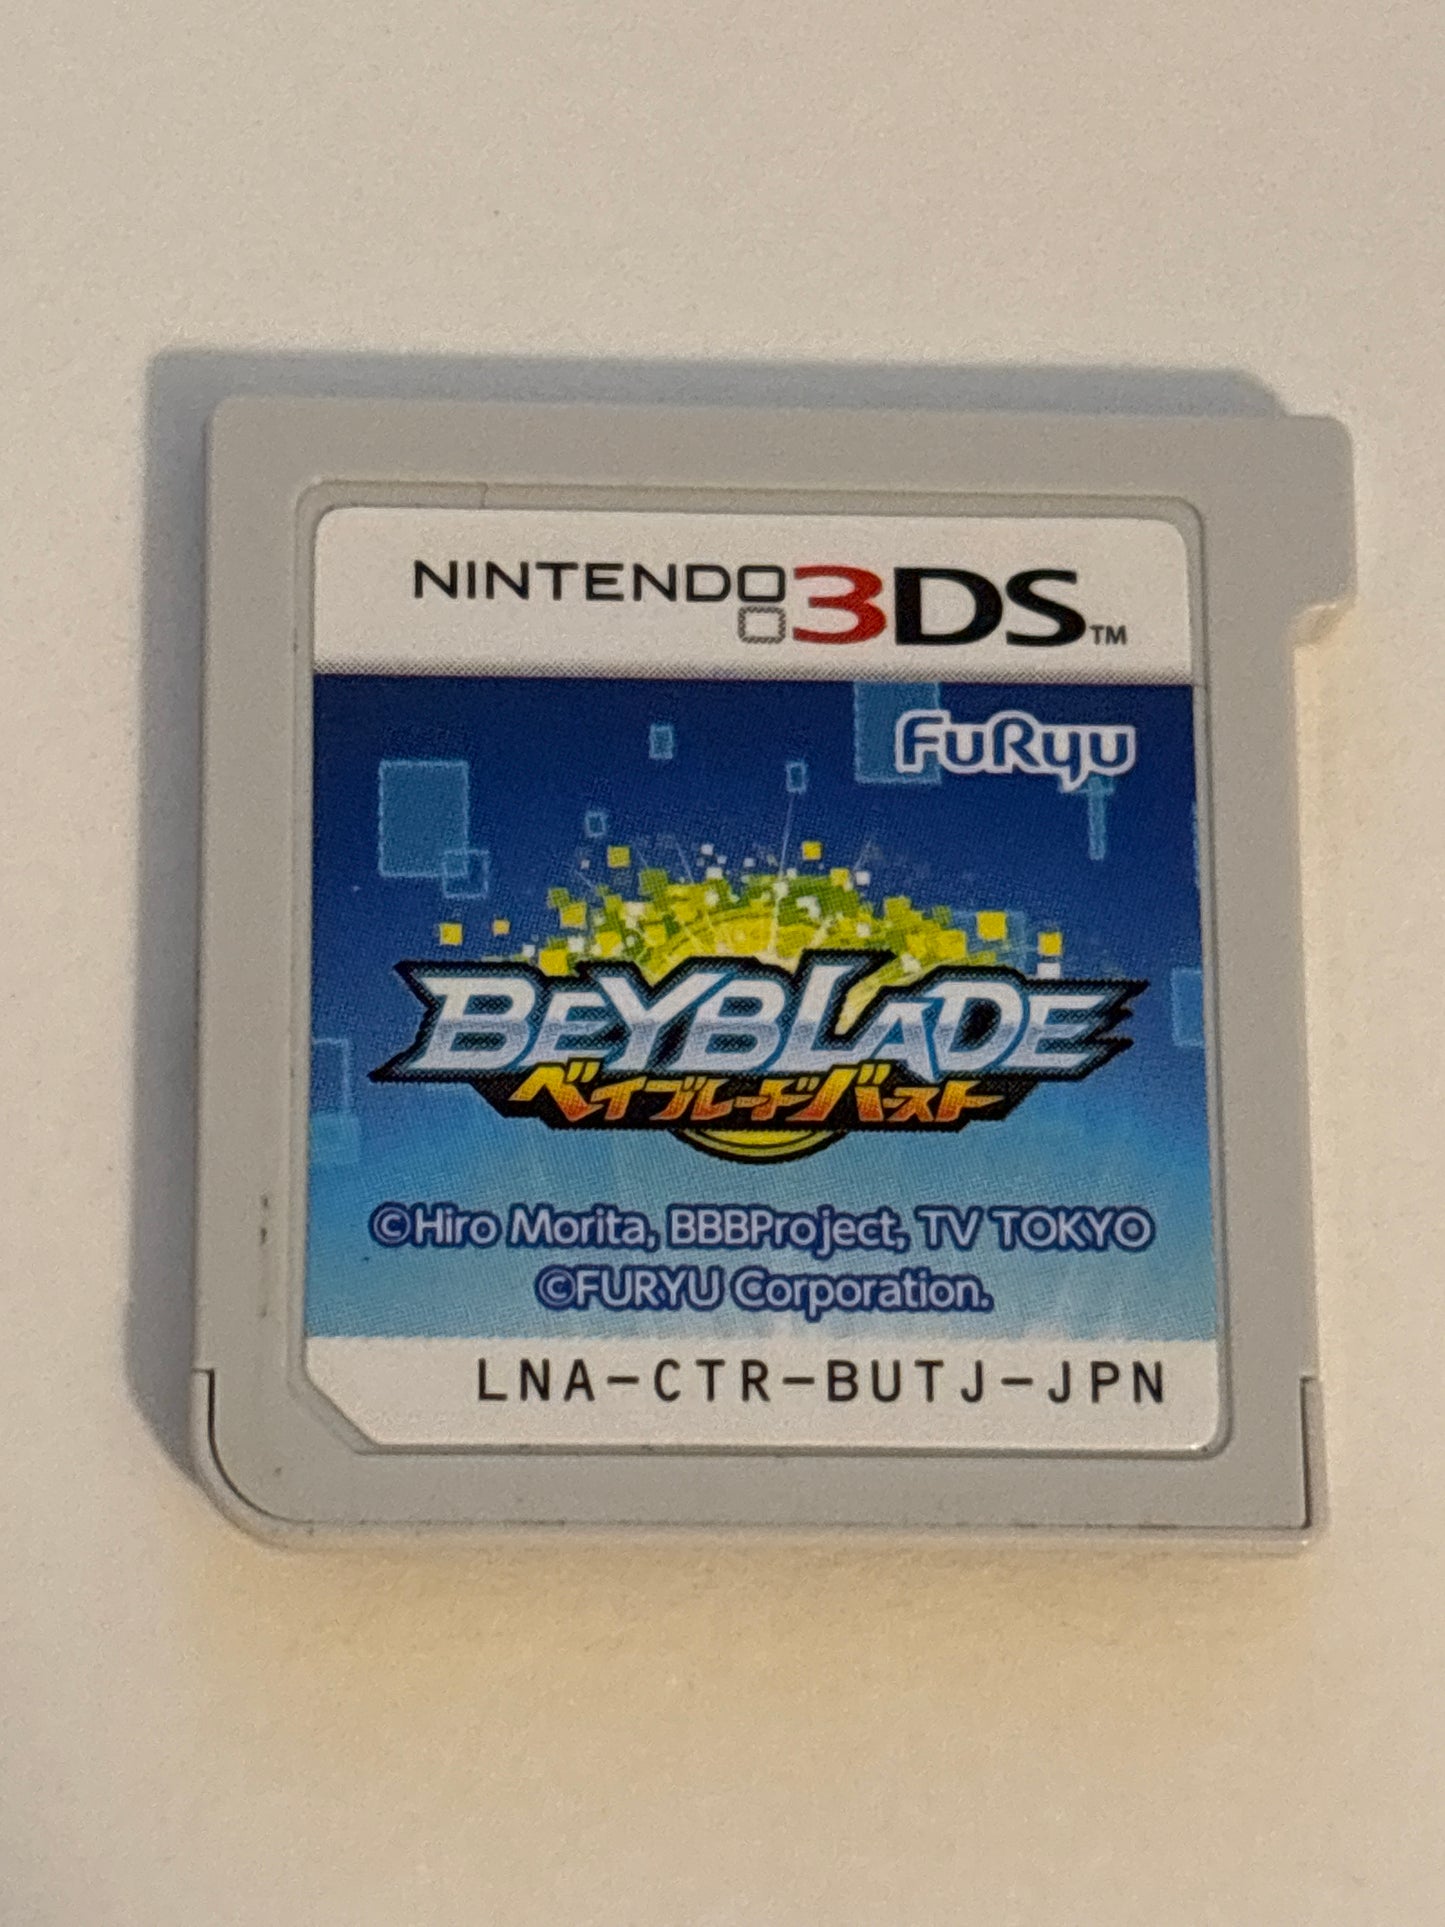 NINTENDO 3DS™
FuRyu
BEYBLADE
ベイブレードバースト
©Hiro Morita, BBBProject, TV TOKYO
©FURYU Corporation.
LNA-CTR-BUTJ-JPN